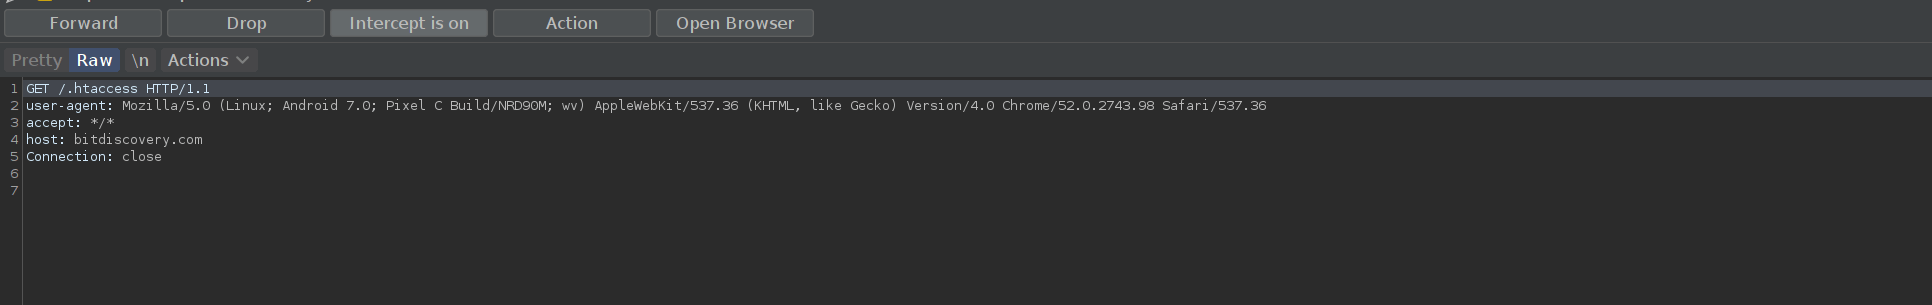 Forward Drop Intercept is on Action Open Browser
Pretty Raw \n Actions
1 GET /.htaccess HTTP/1.1
2 user-agent: Mozilla/5.0 (Linux; Android 7.0; Pixel C Build/NRD90M; wv) AppleWebKit/537.36 (KHTML, like Gecko) Version/4.0 Chrome/52.0.2743.98 Safari/537.36
3 accept: */*
4 host: bitdiscovery.com
5 Connection: close
6
7